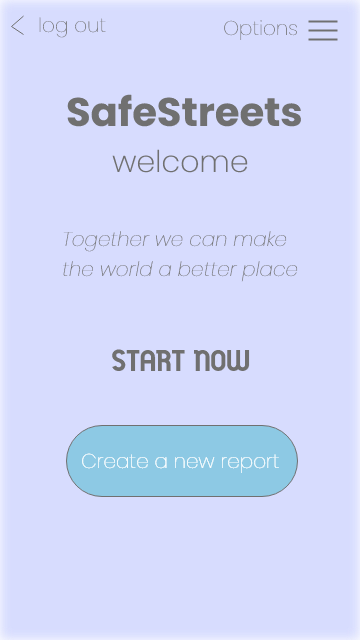 log out
Options
SafeStreets
welcome
Together we can make
the world a better place
START NOW
Create a new report